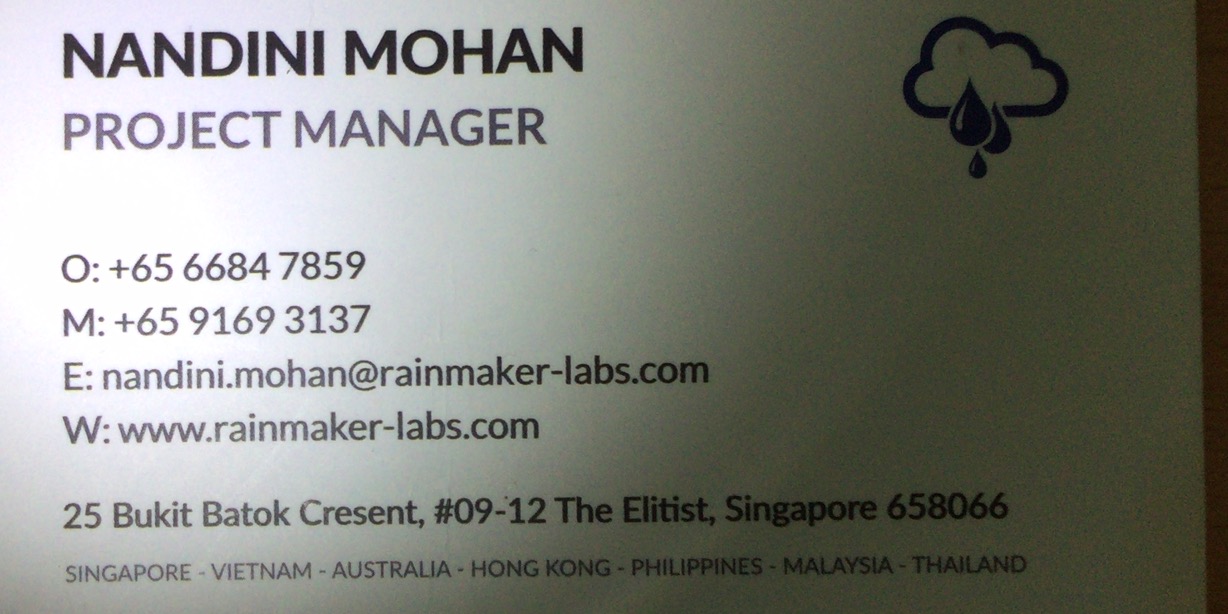 NANDINI MOHAN
PROJECT MANAGER
O: +65 6684 7859
M: +65 9169 3137
E: nandini.mohan@rainmaker-labs.com
W: www.rainmaker-labs.com
25 Bukit Batok Cresent, #09-12 The Elitist, Singapore 658066
SINGAPORE - VIETNAM - AUSTRALIA - HONG KONG - PHILIPPINES - MALAYSIA - THAILAND